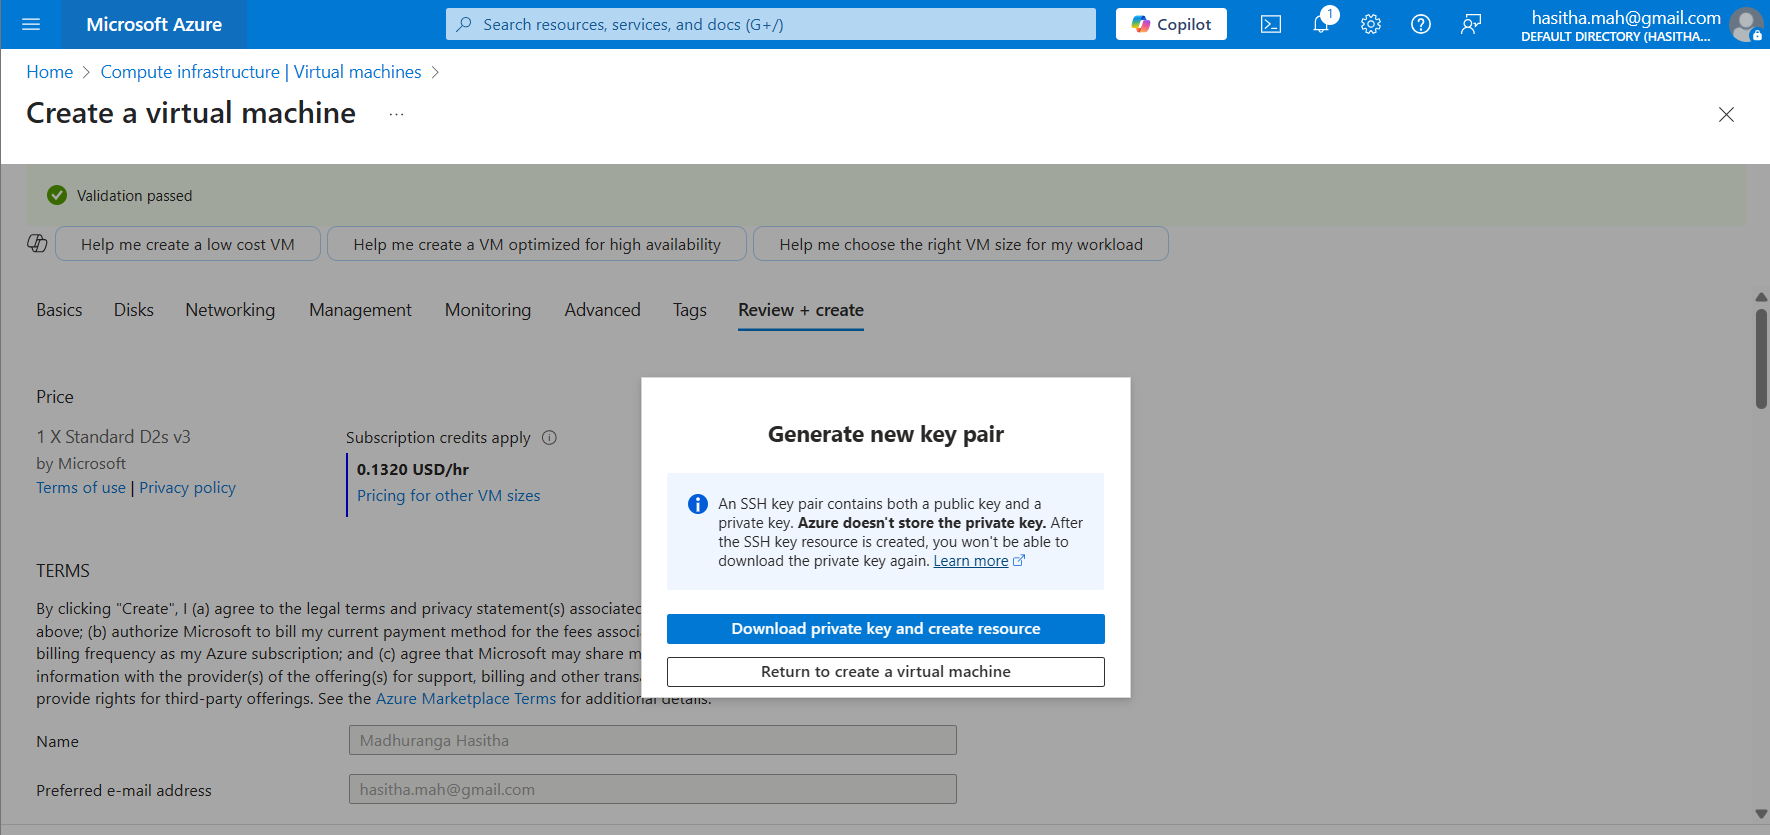 Microsoft Azure
Search resources, services, and docs (G+/)
Copilot
1
hasitha.mah@gmail.com
DEFAULT DIRECTORY (HASITHA...
Home > Compute infrastructure | Virtual machines >
Create a virtual machine ...
Validation passed
Help me create a low cost VM
Help me create a VM optimized for high availability
Help me choose the right VM size for my workload
Basics Disks Networking Management Monitoring Advanced Tags Review + create
Price
1 X Standard D2s v3
by Microsoft
Terms of use | Privacy policy
Subscription credits apply
0.1320 USD/hr
Pricing for other VM sizes
TERMS
By clicking "Create", I (a) agree to the legal terms and privacy statement(s) associated
above; (b) authorize Microsoft to bill my current payment method for the fees associ
billing frequency as my Azure subscription; and (c) agree that Microsoft may share m
information with the provider(s) of the offering(s) for support, billing and other trans
provide rights for third-party offerings. See the Azure Marketplace Terms for additional details.
Name
Madhuranga Hasitha
Preferred e-mail address
hasitha.mah@gmail.com
Generate new key pair
An SSH key pair contains both a public key and a
private key. Azure doesn't store the private key. After
the SSH key resource is created, you won't be able to
download the private key again. Learn more
Download private key and create resource
Return to create a virtual machine